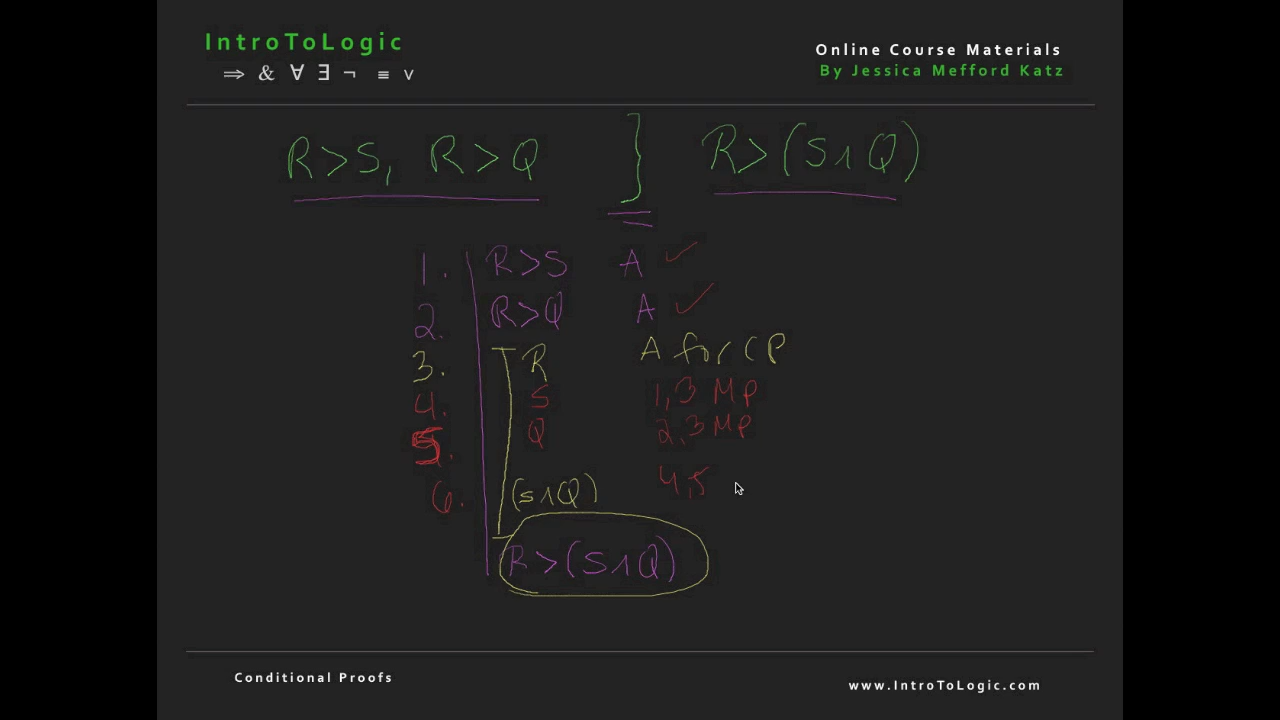 IntroToLogic
⇒ & ∀ ∃ ¬ ≡ v
Online Course Materials
By Jessica Mefford Katz
R>S, R>Q } R>(S∧Q)
1. R>S A ✓
2. R>Q A ✓
3. R A for CP
4. S 1,3 MP
5. Q 2,3 MP
6. (S∧Q) 4,5
R>(S∧Q)
Conditional Proofs
www.IntroToLogic.com